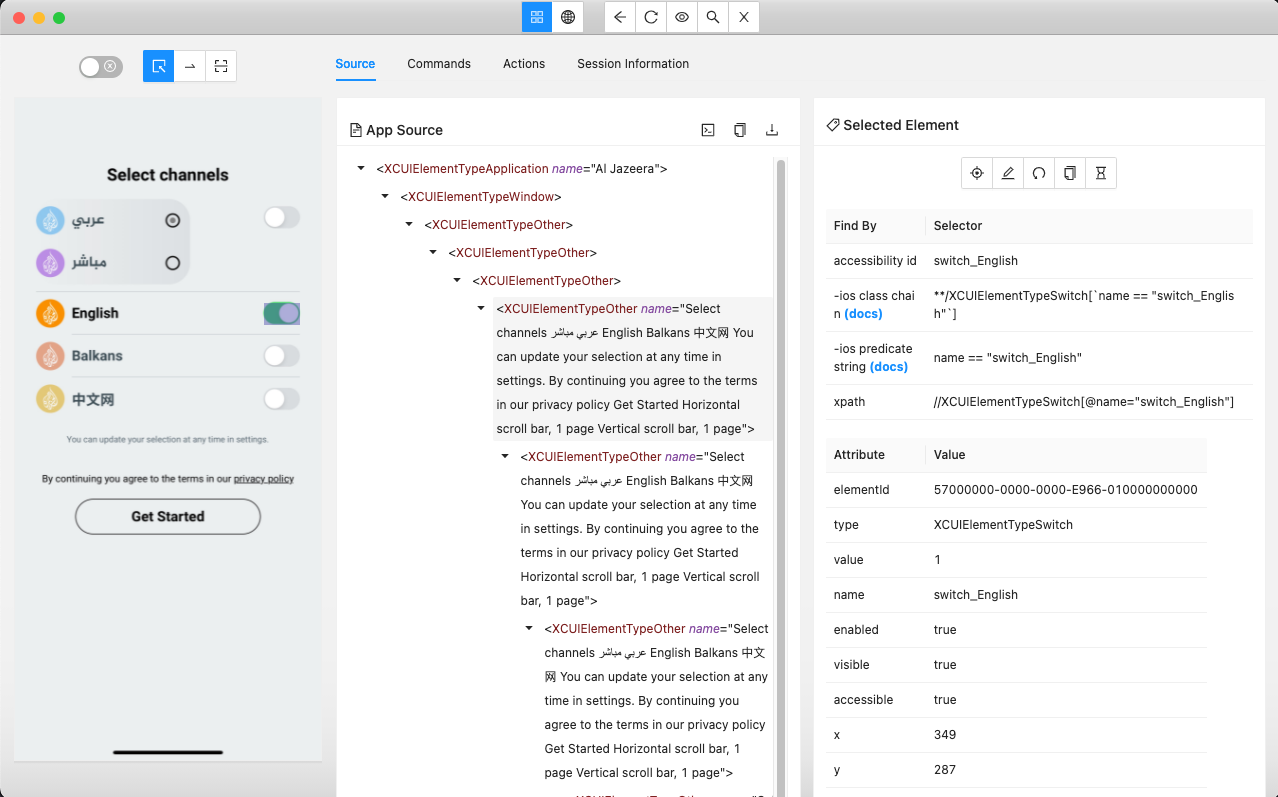 Source
Commands
Actions
Session Information
Select channels
عربي
مباشر
English
Balkans
中文网
You can update your selection at any time in settings.
By continuing you agree to the terms in our privacy policy
Get Started
App Source
<XCUIElementTypeApplication name="Al Jazeera">
<XCUIElementTypeWindow>
<XCUIElementTypeOther>
<XCUIElementTypeOther>
<XCUIElementTypeOther>
<XCUIElementTypeOther name="Select
channels عربي مباشر English Balkans 中文网 You
can update your selection at any time in
settings. By continuing you agree to the terms
in our privacy policy Get Started Horizontal
scroll bar, 1 page Vertical scroll bar, 1 page">
<XCUIElementTypeOther name="Select
channels عربي مباشر English Balkans 中文网
You can update your selection at any time
in settings. By continuing you agree to the
terms in our privacy policy Get Started
Horizontal scroll bar, 1 page Vertical scroll
bar, 1 page">
<XCUIElementTypeOther name="Select
channels عربي مباشر English Balkans 中文
网 You can update your selection at any
time in settings. By continuing you
agree to the terms in our privacy policy
Get Started Horizontal scroll bar, 1
page Vertical scroll bar, 1 page">
Selected Element
Find By Selector
accessibility id switch_English
-ios class chai **/XCUIElementTypeSwitch[`name == "switch_Englis
n (docs) h"`]
-ios predicate
string (docs) name == "switch_English"
xpath //XCUIElementTypeSwitch[@name="switch_English"]
Attribute Value
elementId 57000000-0000-0000-E966-010000000000
type XCUIElementTypeSwitch
value 1
name switch_English
enabled true
visible true
accessible true
x 349
y 287